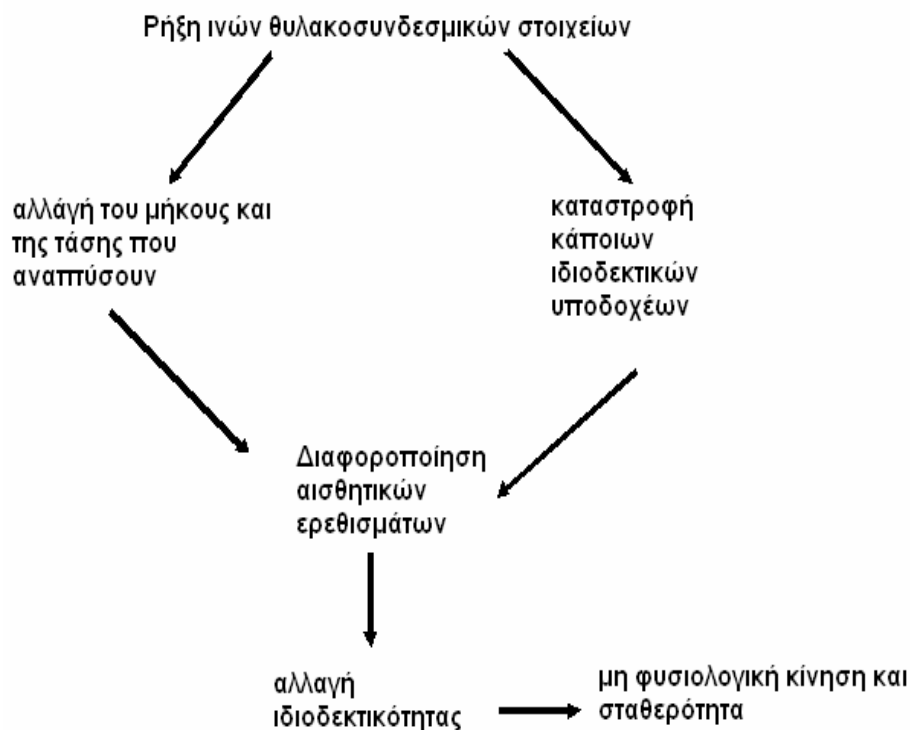 Ρήξη ινών θυλακοσυνδεσμικών στοιχείων
αλλάγή του μήκους και
της τάσης που
αναπτύσουν
καταστροφή
κάποιων
ιδιοδεκτικών
υποδοχέων
Διαφοροποίηση
αισθητικών
ερεθισμάτων
αλλαγή
ιδιοδεκτικότητας
μη φυσιολογική κίνηση και
σταθερότητα